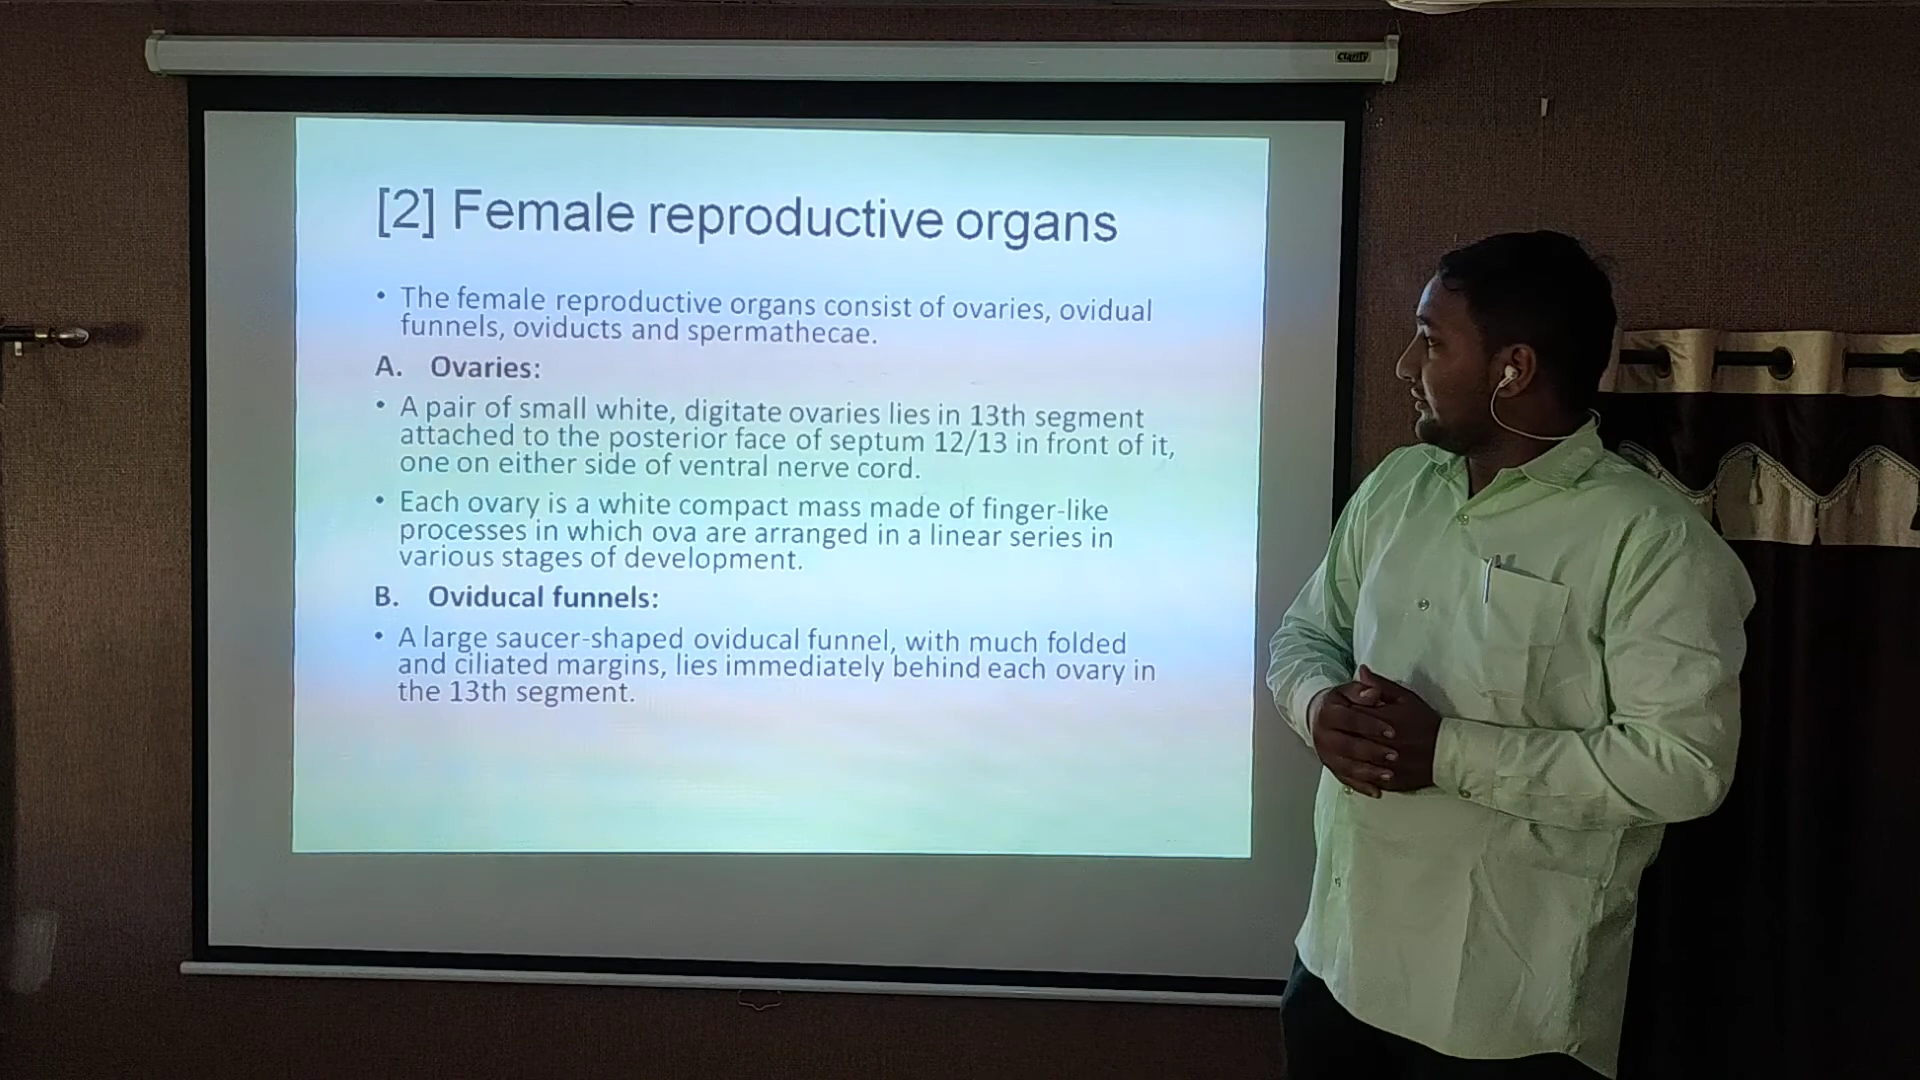 Clarity
[2] Female reproductive organs
• The female reproductive organs consist of ovaries, ovidual
funnels, oviducts and spermathecae.
A. Ovaries:
• A pair of small white, digitate ovaries lies in 13th segment
attached to the posterior face of septum 12/13 in front of it,
one on either side of ventral nerve cord.
• Each ovary is a white compact mass made of finger-like
processes in which ova are arranged in a linear series in
various stages of development.
B. Oviducal funnels:
• A large saucer-shaped oviducal funnel, with much folded
and ciliated margins, lies immediately behind each ovary in
the 13th segment.